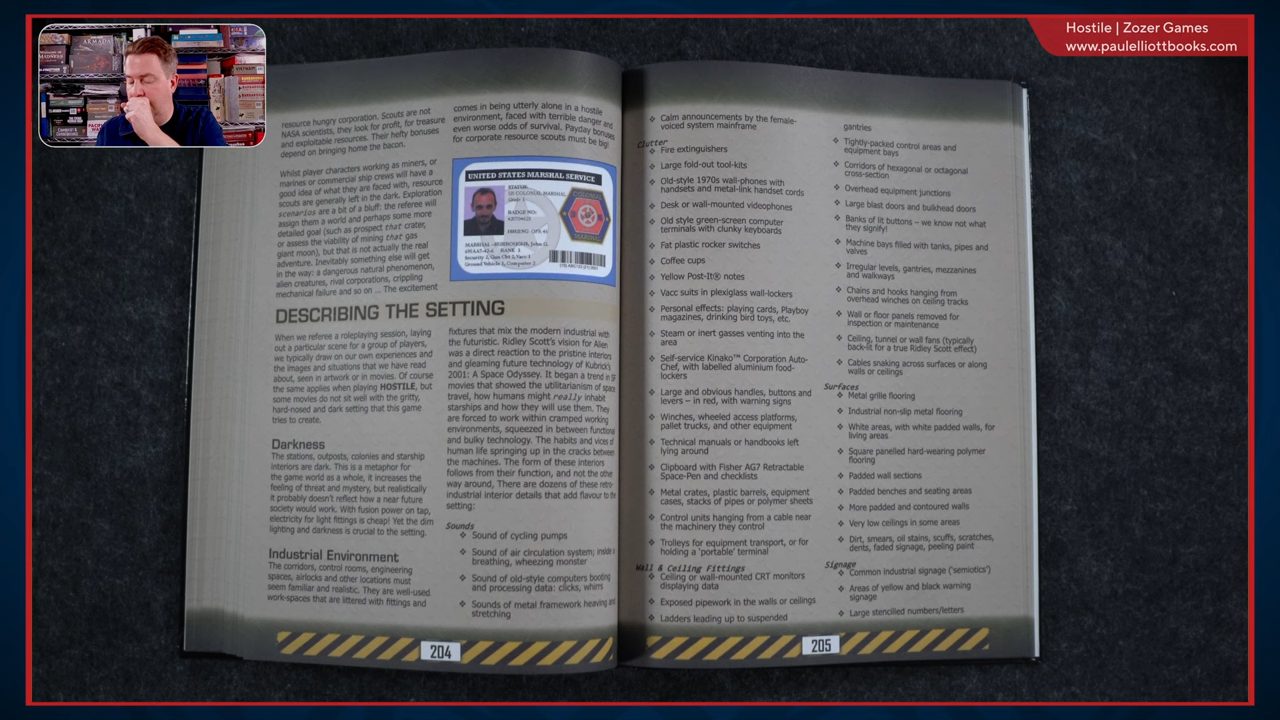 Hostile | Zozer Games
www.paulelliottbooks.com
resource hungry corporation. Scouts are not
NASA scientists, they look for profit, for treasure
and exploitable resources. Their hefty bonuses
depend on bringing home the bacon.
Whilst player characters working as miners, or
marines or commercial ship crews will have a
good idea of what they are faced with, resource
scouts are generally left in the dark. Exploration
scenarios are a bit of a bluff: the referee will
assign them a world and perhaps some more
detailed goal (such as prospect that crater,
or assess the viability of mining that gas
giant moon), but that is not actually the real
adventure. Inevitably something else will get
in the way: a dangerous natural phenomenon,
alien creatures, rival corporations, crippling
mechanical failure and so on ... The excitement
comes in being utterly alone in a hostile
environment, faced with terrible danger and
even worse odds of survival. Payday bonuses
for corporate resource scouts must be big!
UNITED STATES MARSHAL SERVICE
STATUS:
US COLONIAL MARSHAL
Grade 1
BADGE NO:
COLONIAL
MARSHAL
RANK
Ground Vehicle 1, Computer 2
DESCRIBING THE SETTING
When we referee a roleplaying session, laying
out a particular scene for a group of players,
we typically draw on our own experiences and
the images and situations that we have read
about, seen in artwork or in movies. Of course
the same applies when playing HOSTILE, but
some movies do not sit well with the gritty,
hard-nosed and dark setting that this game
tries to create.
Darkness
The stations, outposts, colonies and starship
interiors are dark. This is a metaphor for
the game world as a whole, it increases the
feeling of threat and mystery, but realistically
it probably doesn't reflect how a near future
society would work. With fusion power on tap,
electricity for light fittings is cheap! Yet the dim
lighting and darkness is crucial to the setting.
Industrial Environment
The corridors, control rooms, engineering
spaces, airlocks and other locations must
seem familiar and realistic. They are well-used
work-spaces that are littered with fittings and
fixtures that mix the modern industrial with
the futuristic. Ridley Scott's vision for Alien
was a direct reaction to the pristine interiors
and gleaming future technology of Kubrick's
2001: A Space Odyssey. It began a trend in SF
movies that showed the utilitarianism of space
travel, how humans might really inhabit
starships and how they will use them. They
are forced to work within cramped working
environments, squeezed in between functional
and bulky technology. The habits and vices of
human life springing up in the cracks between
the machines. The form of these interiors
follows from their function, and not the other
way around, There are dozens of these retro-
industrial interior details that add flavour to the
setting:
Sounds
❖ Sound of cycling pumps
❖ Sound of air circulation system; inside a
breathing, wheezing monster
❖ Sound of old-style computers booting
and processing data: clicks, whirrs
❖ Sounds of metal framework heaving and
stretching
204
❖ Calm announcements by the female-
voiced system mainframe
Clutter
❖ Fire extinguishers
❖ Large fold-out tool-kits
❖ Old-style 1970s wall-phones with
handsets and metal-link handset cords
❖ Desk or wall-mounted videophones
❖ Old style green-screen computer
terminals with clunky keyboards
❖ Fat plastic rocker switches
❖ Coffee cups
❖ Yellow Post-It® notes
❖ Vacc suits in plexiglass wall-lockers
❖ Personal effects: playing cards, Playboy
magazines, drinking bird toys, etc.
❖ Steam or inert gasses venting into the
area
❖ Self-service Kinako™ Corporation Auto-
Chef, with labelled aluminium food-
lockers
❖ Large and obvious handles, buttons and
levers – in red, with warning signs
❖ Winches, wheeled access platforms,
pallet trucks, and other equipment
❖ Technical manuals or handbooks left
lying around
❖ Clipboard with Fisher AG7 Retractable
Space-Pen and checklists
❖ Metal crates, plastic barrels, equipment
cases, stacks of pipes or polymer sheets
❖ Control units hanging from a cable near
the machinery they control
❖ Trolleys for equipment transport, or for
holding a 'portable' terminal
Wall & Ceiling Fittings
❖ Ceiling or wall-mounted CRT monitors
displaying data
❖ Exposed pipework in the walls or ceilings
❖ Ladders leading up to suspended
gantries
❖ Tightly-packed control areas and
equipment bays
❖ Corridors of hexagonal or octagonal
cross-section
❖ Overhead equipment junctions
❖ Large blast doors and bulkhead doors
❖ Banks of lit buttons – we know not what
they signify!
❖ Machine bays filled with tanks, pipes and
valves
❖ Irregular levels, gantries, mezzanines
and walkways
❖ Chains and hooks hanging from
overhead winches on ceiling tracks
❖ Wall or floor panels removed for
inspection or maintenance
❖ Ceiling, tunnel or wall fans (typically
back-lit for a true Ridley Scott effect)
❖ Cables snaking across surfaces or along
walls or ceilings
Surfaces
❖ Metal grille flooring
❖ Industrial non-slip metal flooring
❖ White areas, with white padded walls, for
living areas
❖ Square panelled hard-wearing polymer
flooring
❖ Padded wall sections
❖ Padded benches and seating areas
❖ More padded and contoured walls
❖ Very low ceilings in some areas
❖ Dirt, smears, oil stains, scuffs, scratches,
dents, faded signage, peeling paint
Signage
❖ Common industrial signage ('semiotics')
❖ Areas of yellow and black warning
signage
❖ Large stencilled numbers/letters
205